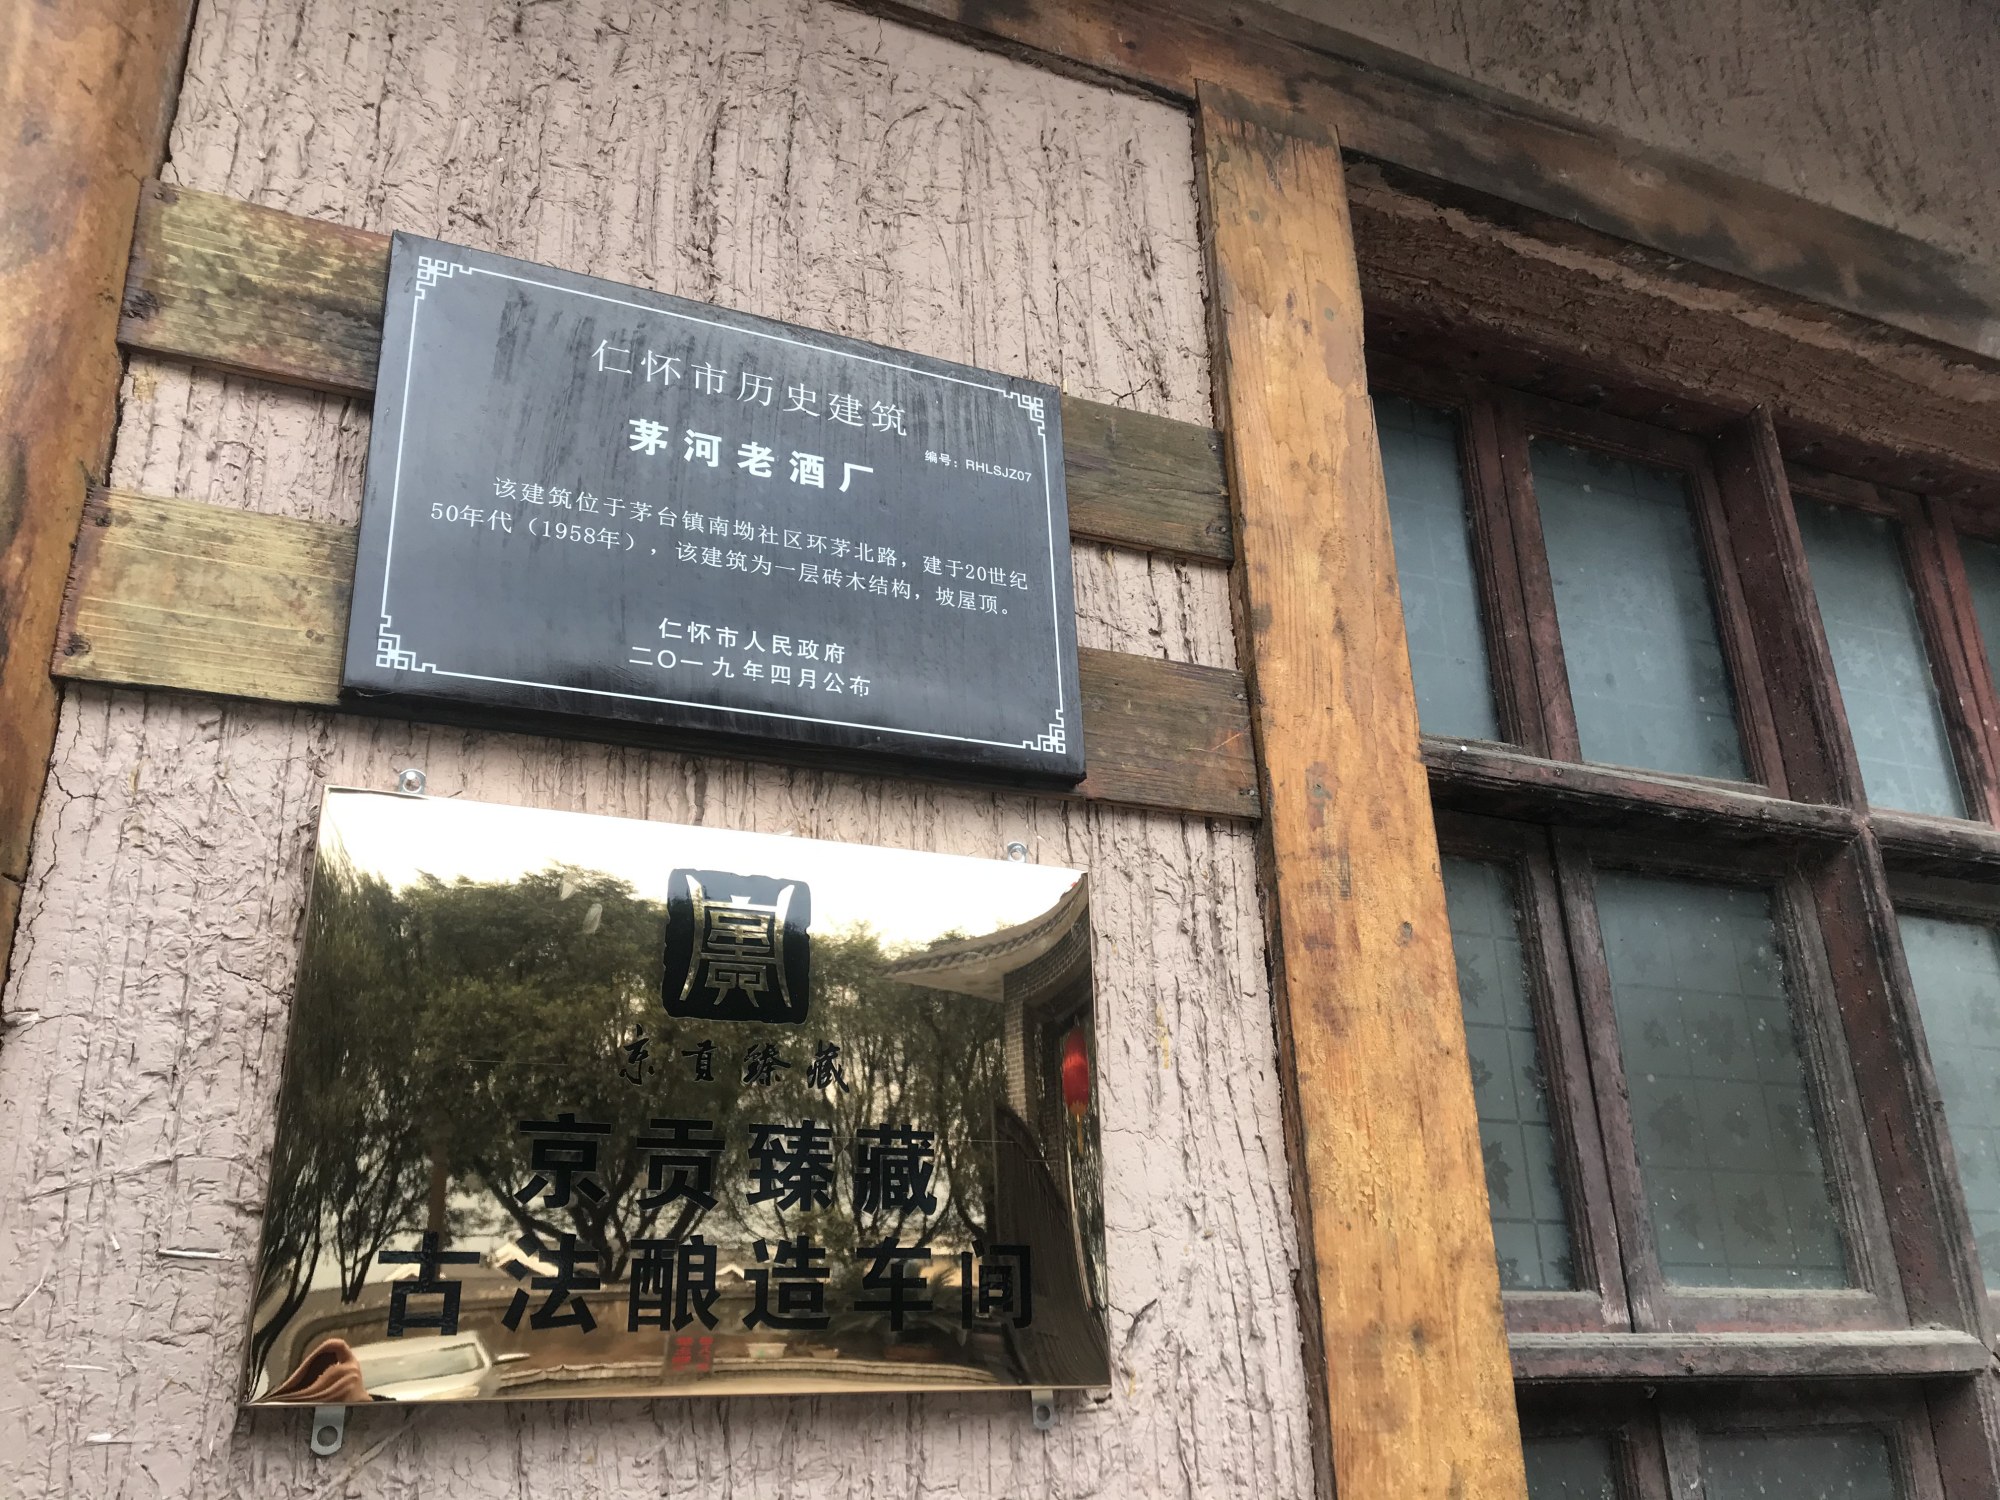 仁怀市历史建筑
茅河老酒厂
编号：RHLSJZ07
该建筑位于茅台镇南坳社区环茅北路，建于20世纪
50年代（1958年），该建筑为一层砖木结构，坡屋顶。
仁怀市人民政府
二〇一九年四月公布
京贡臻藏
京贡臻藏
古法酿造车间